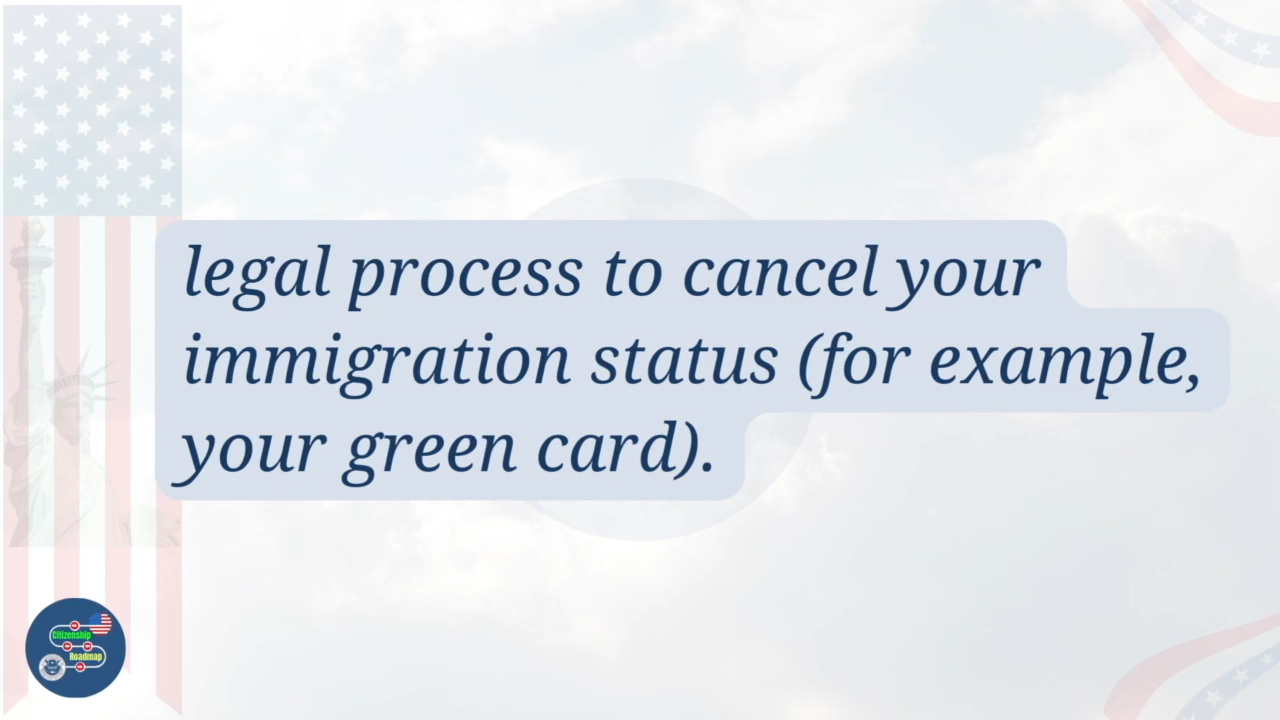 legal process to cancel your
immigration status (for example,
your green card).
Citizenship
Roadmap